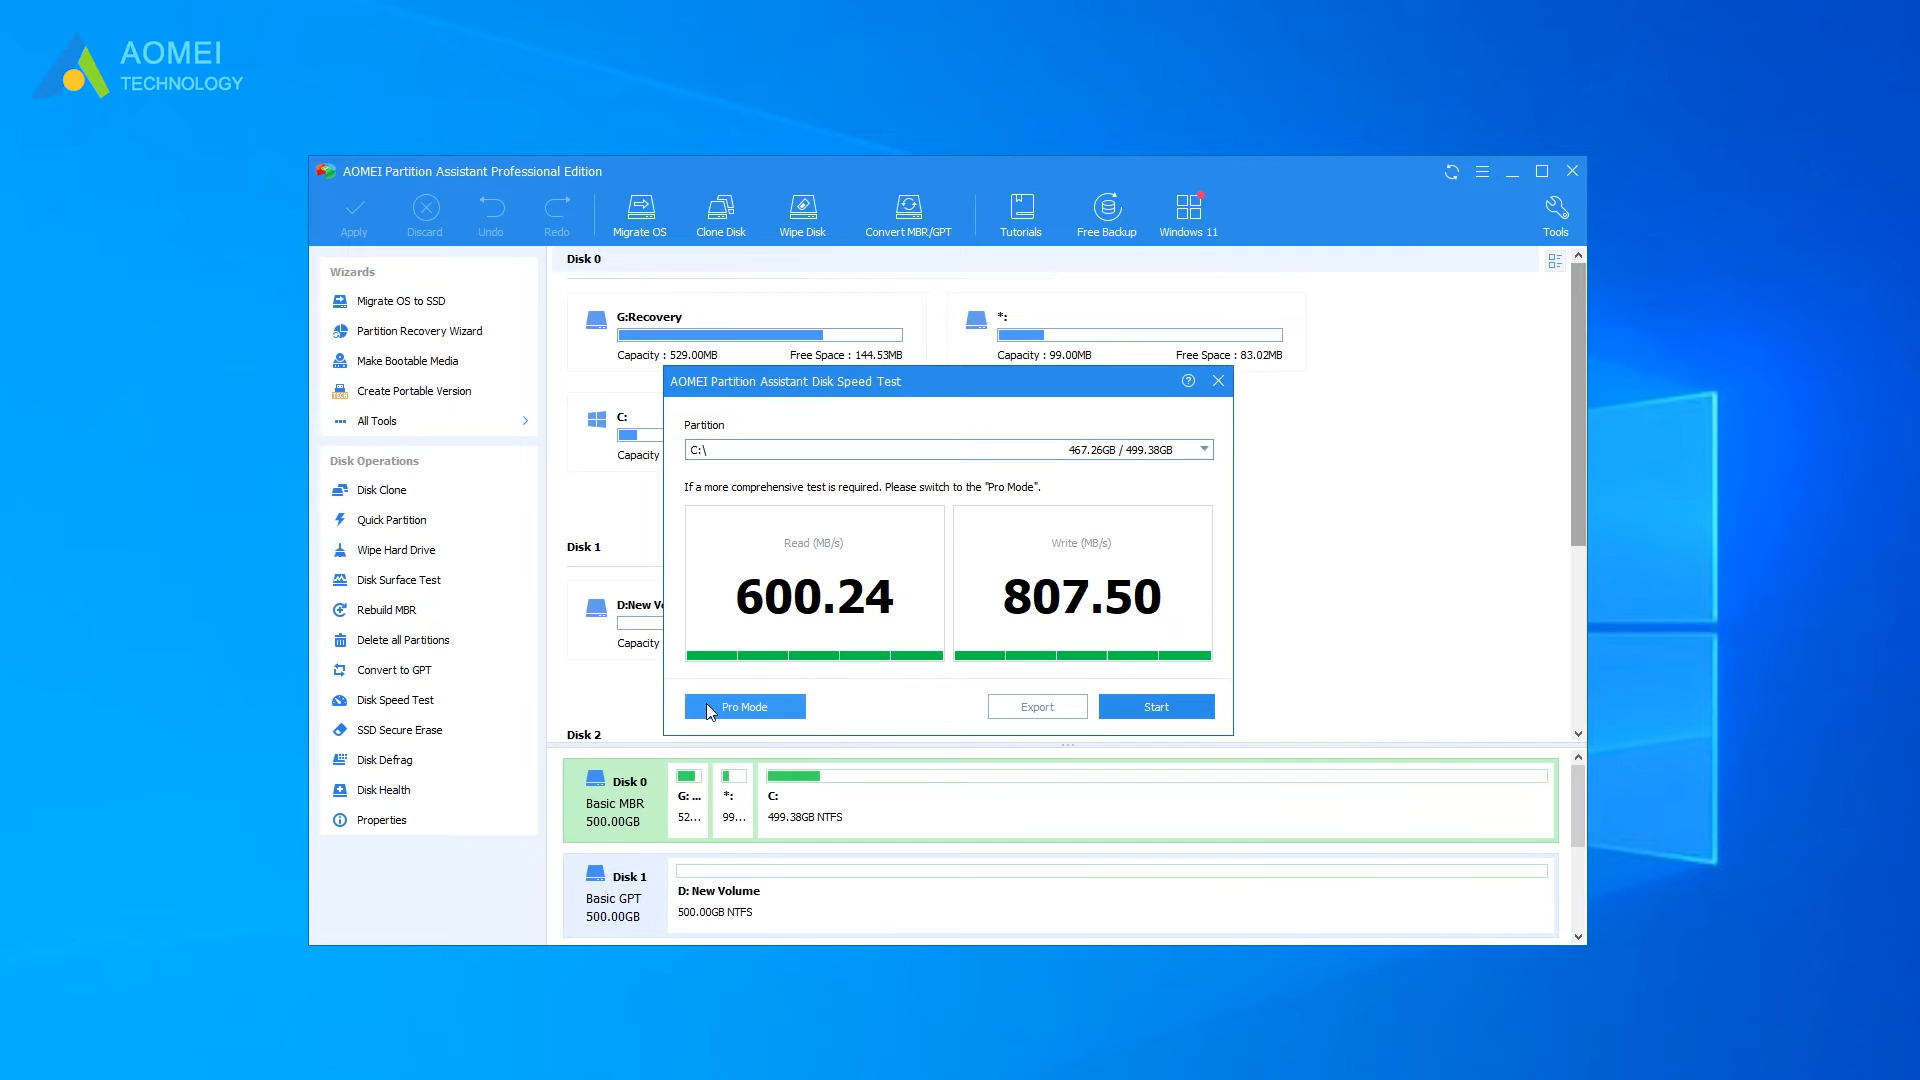 AOMEI
TECHNOLOGY
AOMEI Partition Assistant Professional Edition
Apply
Discard
Undo
Redo
Migrate OS
Clone Disk
Wipe Disk
Convert MBR/GPT
Tutorials
Free Backup
Windows 11
Tools
Wizards
Migrate OS to SSD
Partition Recovery Wizard
Make Bootable Media
Create Portable Version
All Tools
Disk Operations
Disk Clone
Quick Partition
Wipe Hard Drive
Disk Surface Test
Rebuild MBR
Delete all Partitions
Convert to GPT
Disk Speed Test
SSD Secure Erase
Disk Defrag
Disk Health
Properties
Disk 0
G:Recovery
Capacity : 529.00MB Free Space : 144.53MB
*:
Capacity : 99.00MB Free Space : 83.02MB
C:
Capacity
Disk 1
D:New Vo
Capacity
Disk 2
AOMEI Partition Assistant Disk Speed Test
Partition
C:\ 467.26GB / 499.38GB
If a more comprehensive test is required. Please switch to the "Pro Mode".
Read (MB/s)
600.24
Write (MB/s)
807.50
Pro Mode
Export
Start
Disk 0
Basic MBR
500.00GB
G: ...
52...
*:
99...
C:
499.38GB NTFS
Disk 1
Basic GPT
500.00GB
D: New Volume
500.00GB NTFS